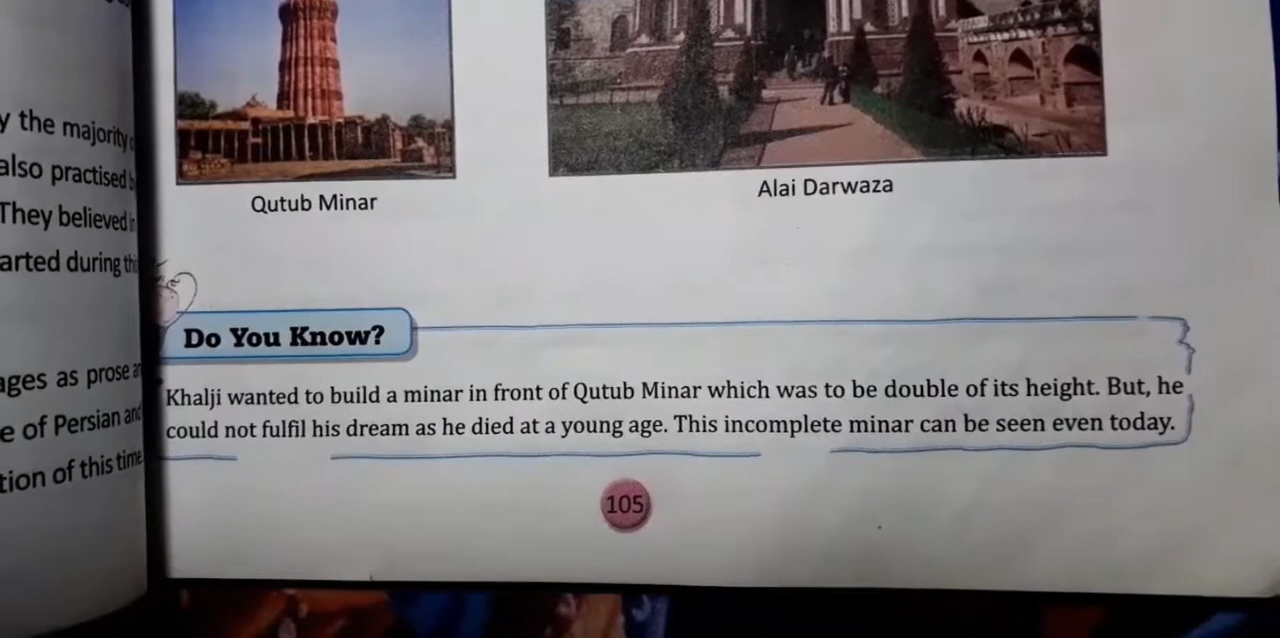 y the majority
also practised
They believed
arted during
ages as prose
e of Persian and
tion of this time
Qutub Minar
Alai Darwaza
Do You Know?
Khalji wanted to build a minar in front of Qutub Minar which was to be double of its height. But, he
could not fulfil his dream as he died at a young age. This incomplete minar can be seen even today.
105